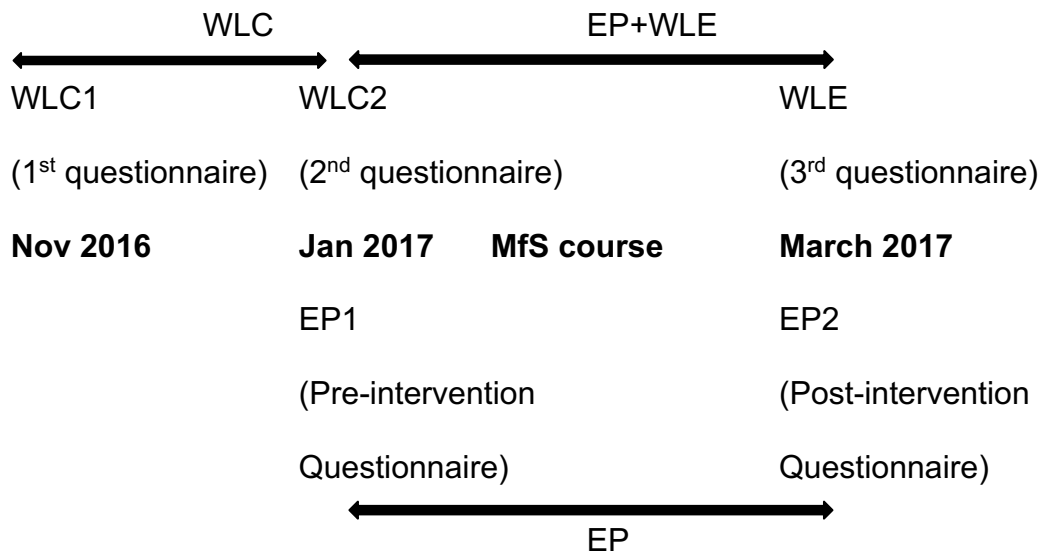 WLC EP+WLE
WLC1 WLC2 WLE
(1st questionnaire) (2nd questionnaire) (3rd questionnaire)
Nov 2016 Jan 2017 MfS course March 2017
EP1 EP2
(Pre-intervention (Post-intervention
Questionnaire) Questionnaire)
EP